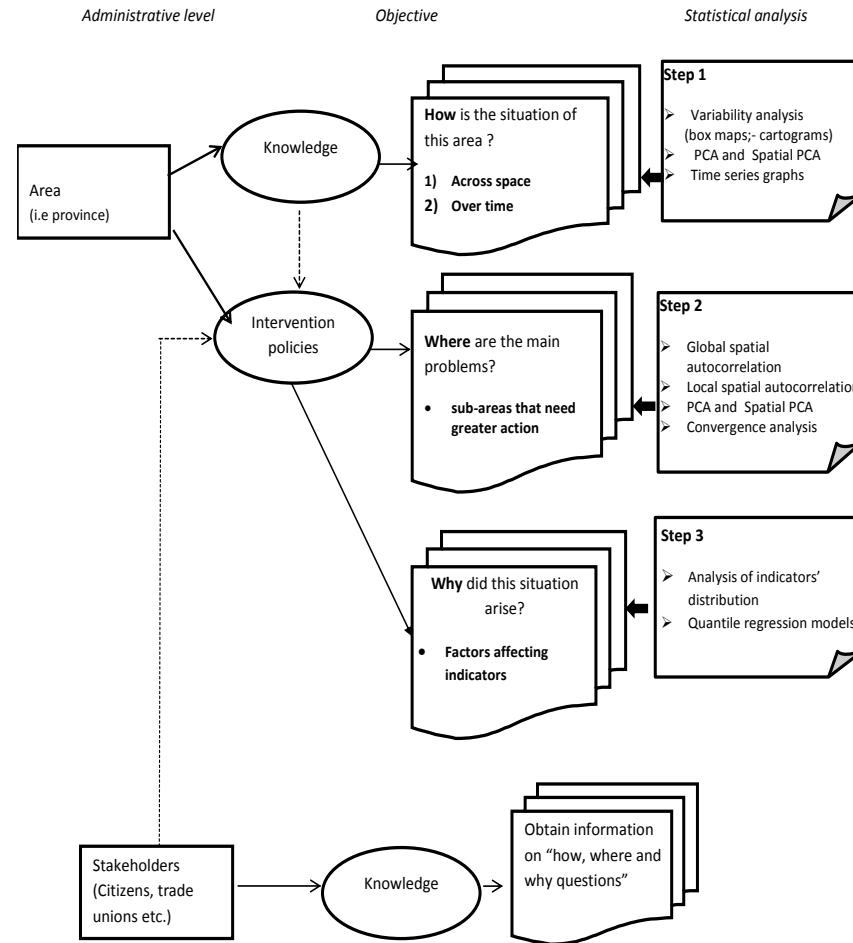 Administrative level
Objective
Statistical analysis
Area
(i.e province)
Knowledge
How is the situation of
this area ?
1) Across space
2) Over time
Step 1
➢ Variability analysis
(box maps;- cartograms)
➢ PCA and Spatial PCA
➢ Time series graphs
Intervention
policies
Where are the main
problems?
• sub-areas that need
greater action
Step 2
➢ Global spatial
autocorrelation
➢ Local spatial autocorrelation
➢ PCA and Spatial PCA
➢ Convergence analysis
Why did this situation
arise?
• Factors affecting
indicators
Step 3
➢ Analysis of indicators’
distribution
➢ Quantile regression models
Stakeholders
(Citizens, trade
unions etc.)
Knowledge
Obtain information
on “how, where and
why questions”